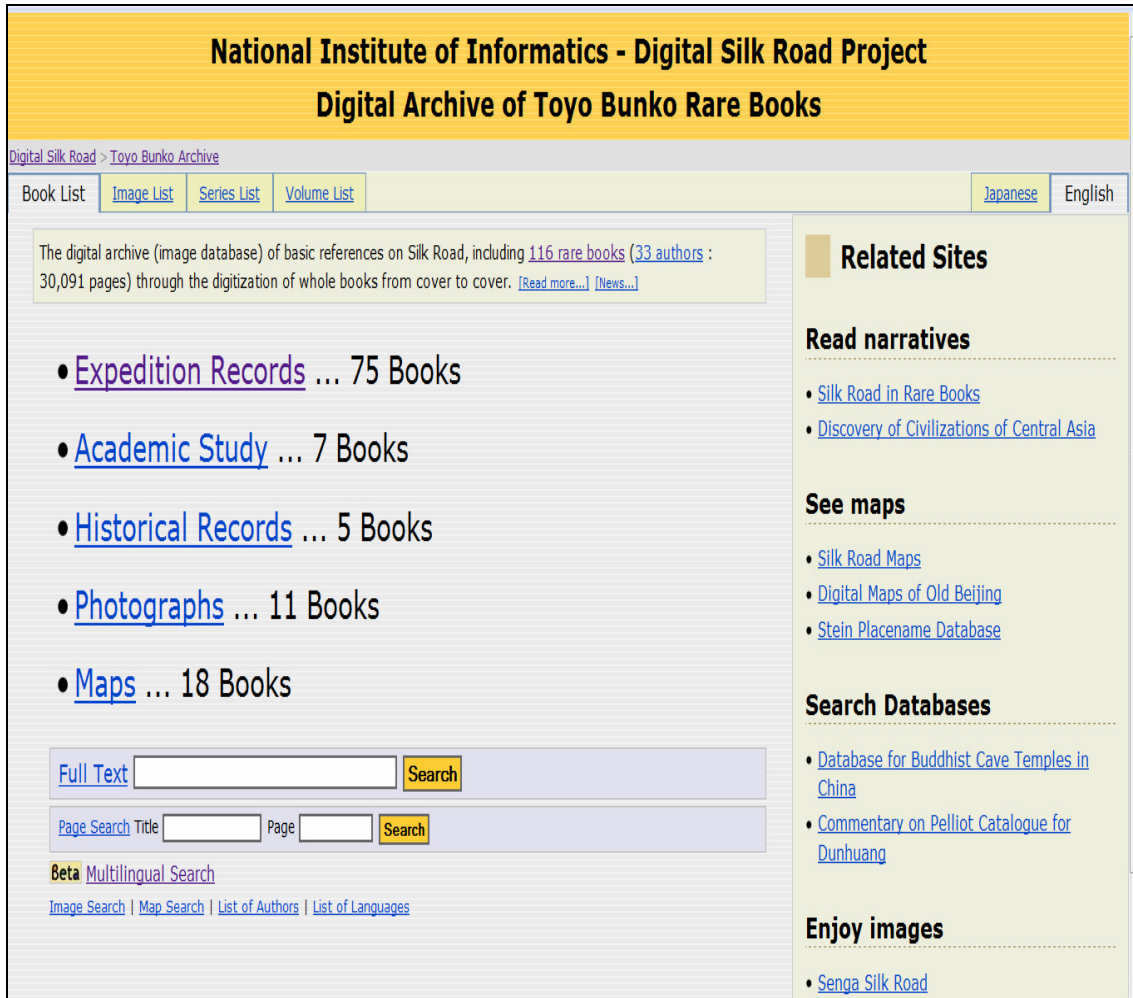 National Institute of Informatics - Digital Silk Road Project
Digital Archive of Toyo Bunko Rare Books
Digital Silk Road > Toyo Bunko Archive
Book List Image List Series List Volume List Japanese English
The digital archive (image database) of basic references on Silk Road, including 116 rare books (33 authors :
30,091 pages) through the digitization of whole books from cover to cover. [Read more...] [News...]
• Expedition Records ... 75 Books
• Academic Study ... 7 Books
• Historical Records ... 5 Books
• Photographs ... 11 Books
• Maps ... 18 Books
Full Text Search
Page Search Title Page Search
Beta Multilingual Search
Image Search | Map Search | List of Authors | List of Languages
Related Sites
Read narratives
• Silk Road in Rare Books
• Discovery of Civilizations of Central Asia
See maps
• Silk Road Maps
• Digital Maps of Old Beijing
• Stein Placename Database
Search Databases
• Database for Buddhist Cave Temples in
China
• Commentary on Pelliot Catalogue for
Dunhuang
Enjoy images
• Senga Silk Road